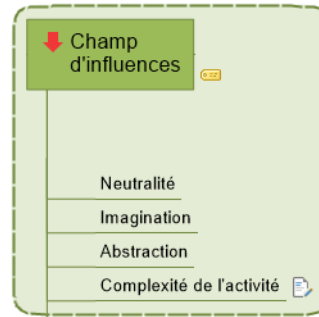 Champ
d'influences
Neutralité
Imagination
Abstraction
Complexité de l'activité